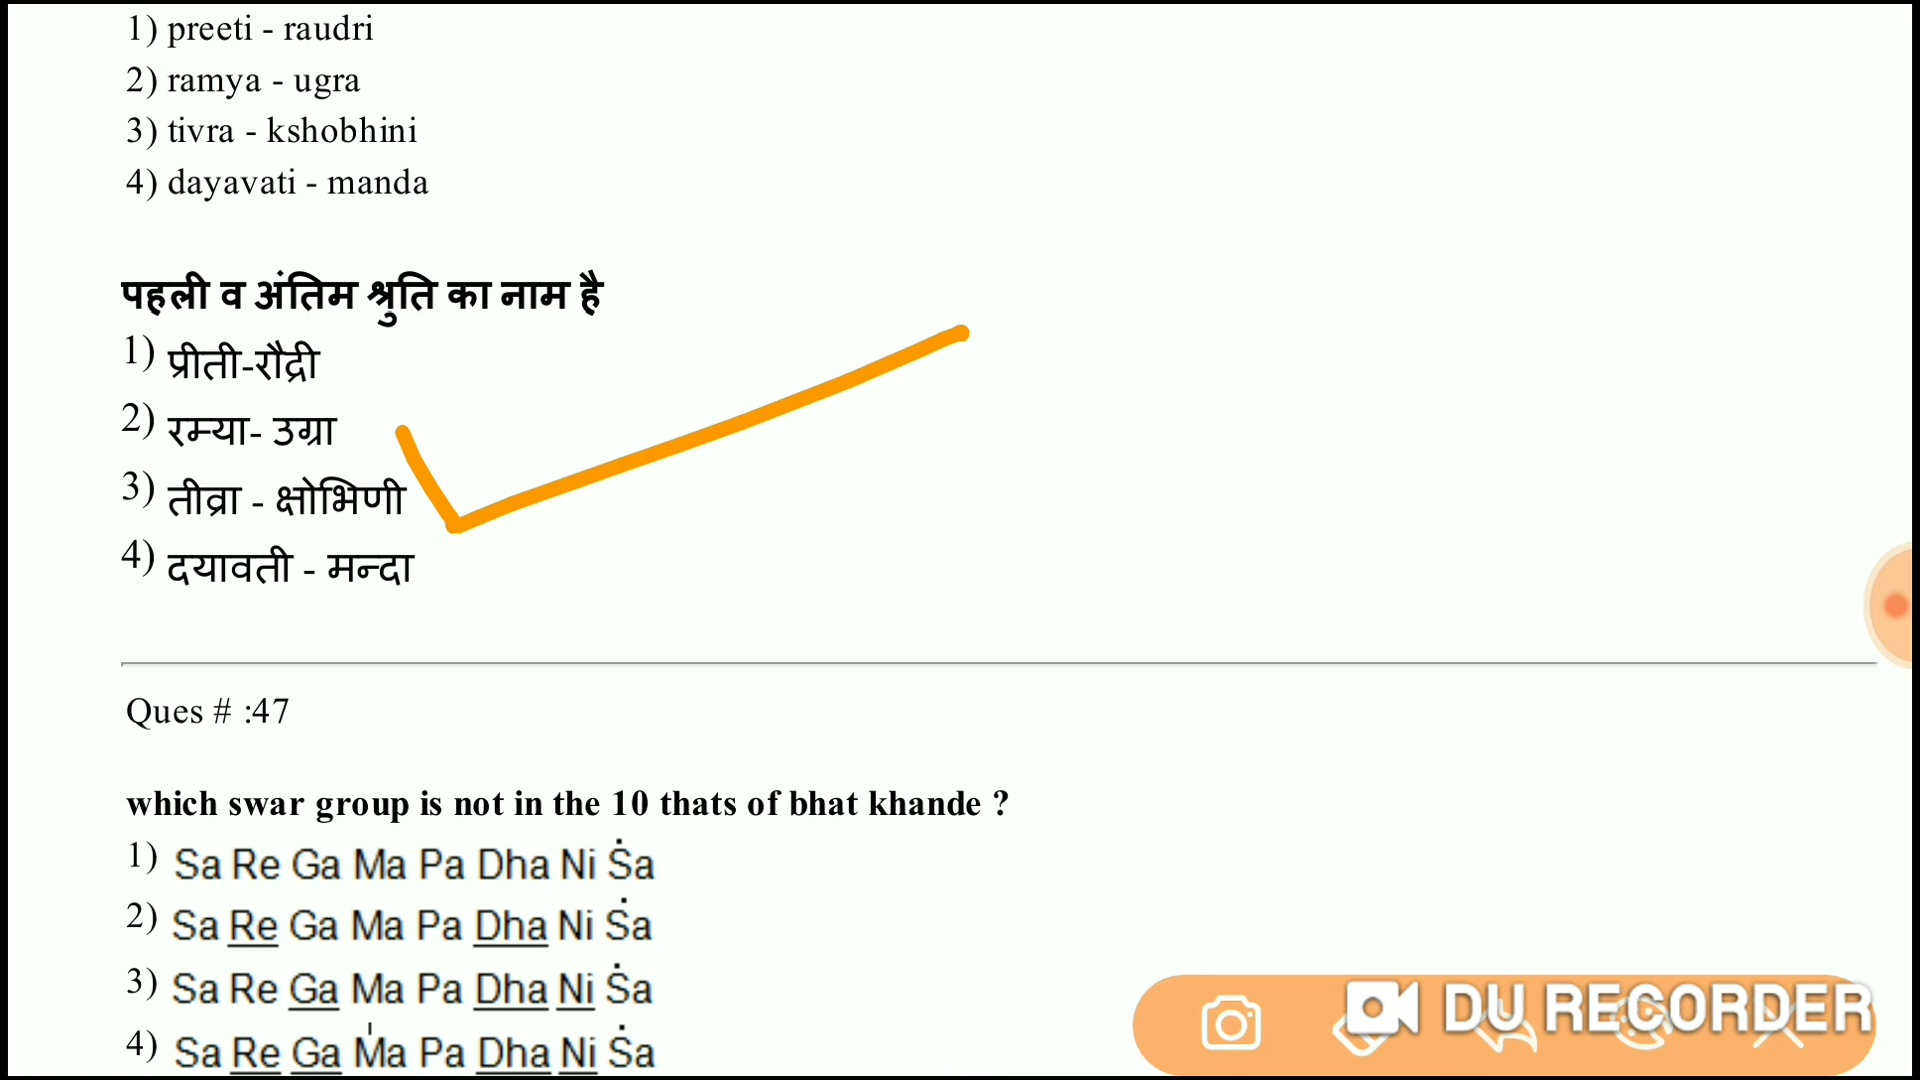 1) preeti - raudri
2) ramya - ugra
3) tivra - kshobhini
4) dayavati - manda
पहली व अंतिम श्रुति का नाम है
1) प्रीती-रौद्री
2) रम्या- उग्रा
3) तीव्रा - क्षोभिणी
4) दयावती - मन्दा
Ques # :47
which swar group is not in the 10 thats of bhat khande ?
1) Sa Re Ga Ma Pa Dha Ni Ṡa
2) Sa Re Ga Ma Pa Dha Ni Ṡa
3) Sa Re Ga Ma Pa Dha Ni Ṡa
4) Sa Re Ga M̍a Pa Dha Ni Ṡa
DU RECORDER